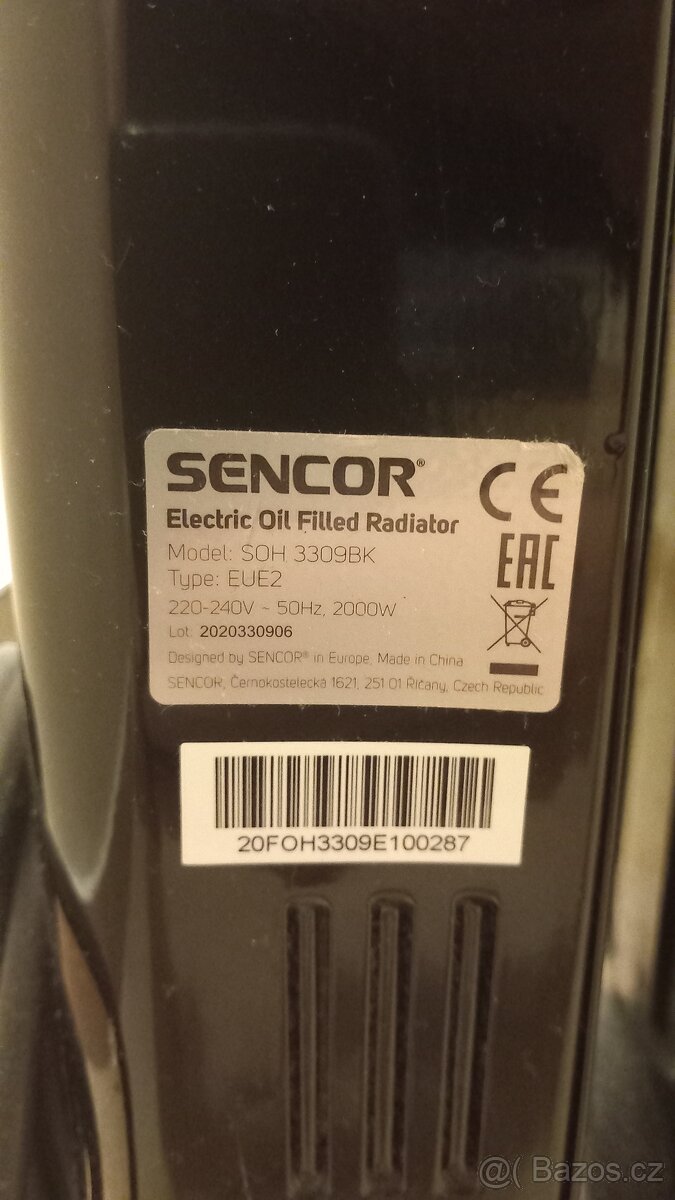 SENCOR®
Electric Oil Filled Radiator
Model: SOH 3309BK
Type: EUE2
220-240V ~ 50Hz, 2000W
Lot: 2020330906
Designed by SENCOR® in Europe, Made in China
SENCOR, Černokostelecká 1621, 251 01 Říčany, Czech Republic
CE
EAC
20FOH3309E100287
@( Bazos.cz